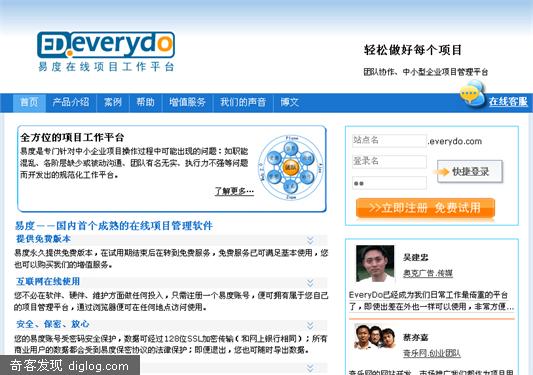 ED.everydo
易度在线项目工作平台
轻松做好每个项目
团队协作、中小型企业项目管理平台
首页 产品介绍 案例 帮助 增值服务 我们的声音 博文
在线客服
全方位的项目工作平台
易度是专门针对中小企业项目操作过程中可能出现的问题：如职能
混乱、各阶层缺少或被动沟通、团队有名无实、执行力不强等问题
而开发出的规范化工作平台。
了解更多...
团队
站点名 .everydo.com
登录名
快捷登录
>>立即注册 免费试用
易度——国内首个成熟的在线项目管理软件
提供免费版本
易度永久提供免费版本，在试用期结束后在转到免费服务，免费服务已可满足基本使用，您
也可以购买我们的增值服务。
互联网在线使用
您不必在软件、硬件、维护方面做任何投入，只需注册一个易度账号，便可拥有属于您自己
的项目管理平台，通过浏览器便可在任何地点访问使用。
安全、保密、放心
您的易度账号受密码安全保护，数据可经过128位SSL加密传输（和网上银行相同）；所有
商业用户的数据都会受到易度保密协议的法律保护；即便退出，您也可随时导出数据。
吴建忠
奥克广告.传媒
EveryDo已经成为我们日常工作最倚重的平台
了，即使出差在外也一样可以使用，非常方便...
蔡亦嘉
奇乐网.创业团队
奇客发现 diglog.com